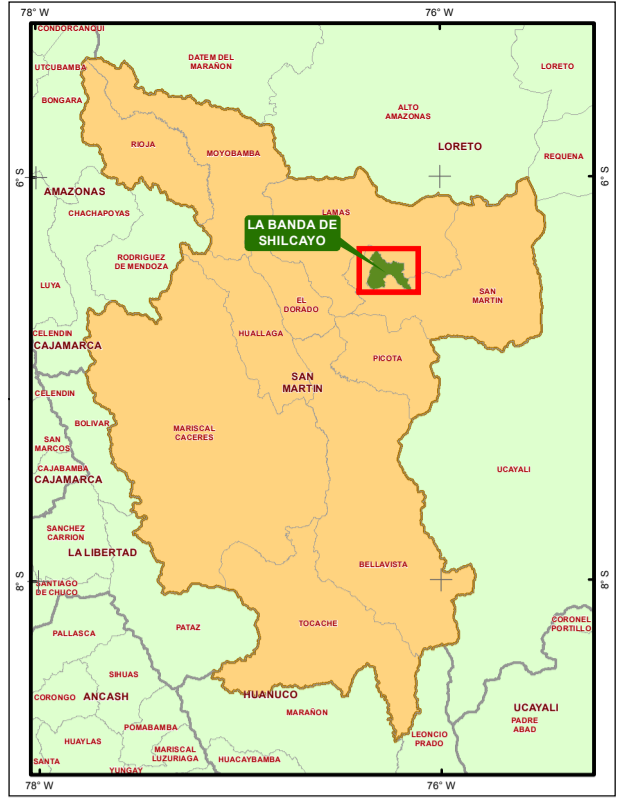 78° W
76° W
CONDORCANQUI
DATEM DEL
MARAÑON
UTCUBAMBA
LORETO
BONGARA
ALTO
AMAZONAS
RIOJA
MOYOBAMBA
LORETO
REQUENA
6° S
6° S
AMAZONAS
CHACHAPOYAS
LAMAS
LA BANDA DE
SHILCAYO
RODRIGUEZ
DE MENDOZA
LUYA
SAN
MARTIN
EL
DORADO
CELENDIN
CAJAMARCA
HUALLAGA
PICOTA
SAN
MARTIN
CELENDIN
BOLIVAR
MARISCAL
CACERES
SAN
MARCOS
CAJABAMBA
CAJAMARCA
UCAYALI
SANCHEZ
CARRION
LA LIBERTAD
BELLAVISTA
8° S
8° S
SANTIAGO
DE CHUCO
CORONEL
PORTILLO
PALLASCA
PATAZ
TOCACHE
SIHUAS
CORONGO
ANCASH
HUANUCO
MARAÑON
UCAYALI
PADRE
ABAD
POMABAMBA
LEONCIO
PRADO
HUAYLAS
MARISCAL
LUZURIAGA
HUACAYBAMBA
SANTA
YUNGAY
78° W
76° W